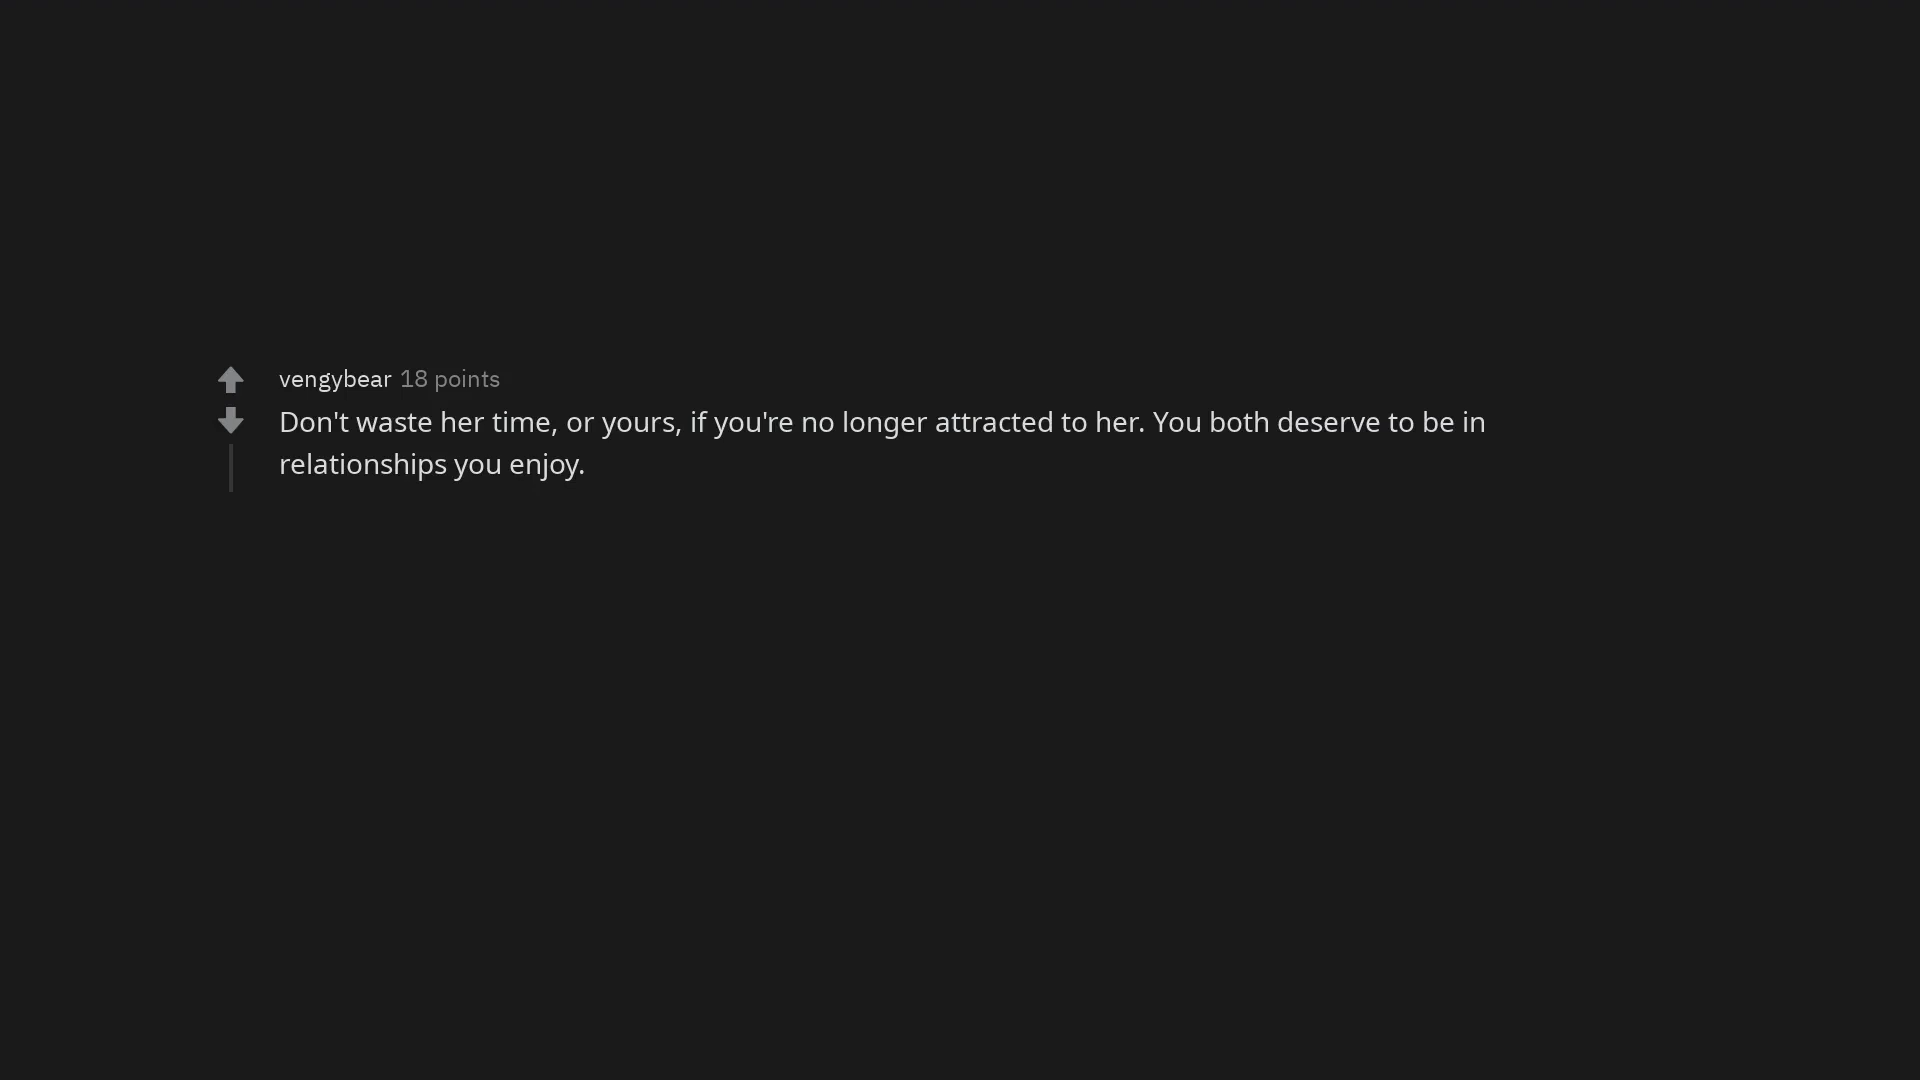 vengybear 18 points
Don't waste her time, or yours, if you're no longer attracted to her. You both deserve to be in
relationships you enjoy.